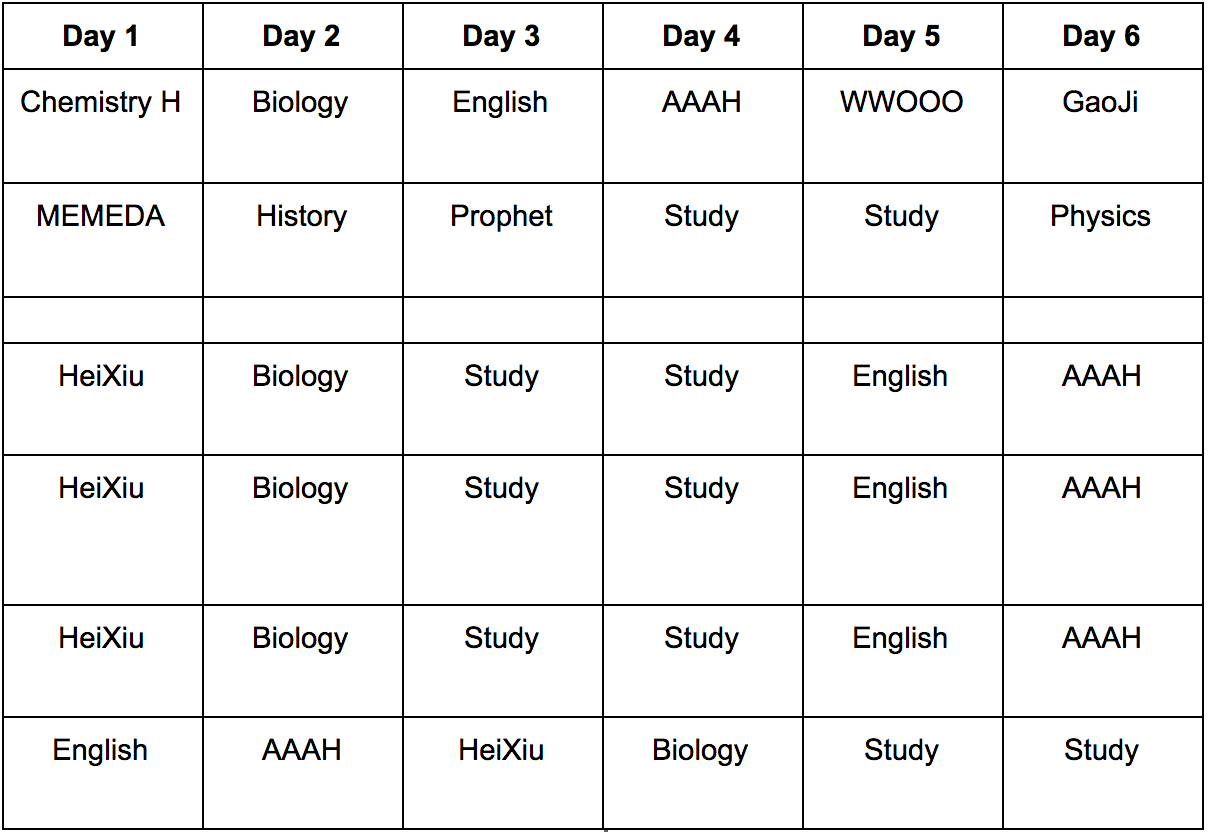 Day 1 Day 2 Day 3 Day 4 Day 5 Day 6
Chemistry H Biology English AAAH WWOOO GaoJi
MEMEDA History Prophet Study Study Physics
HeiXiu Biology Study Study English AAAH
HeiXiu Biology Study Study English AAAH
HeiXiu Biology Study Study English AAAH
English AAAH HeiXiu Biology Study Study